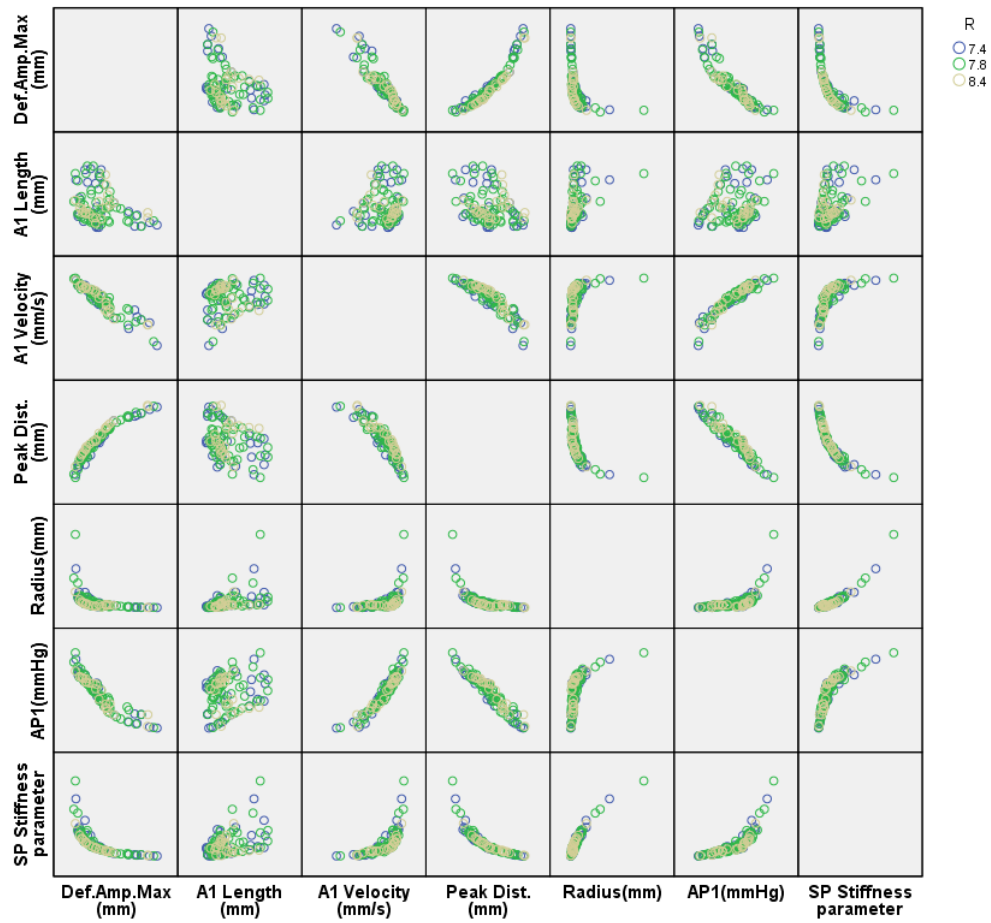 R
7.4
7.8
8.4
Def.Amp.Max
(mm)
A1 Length
(mm)
A1 Velocity
(mm/s)
Peak Dist.
(mm)
Radius(mm)
AP1(mmHg)
SP Stiffness
parameter
Def.Amp.Max
(mm)
A1 Length
(mm)
A1 Velocity
(mm/s)
Peak Dist.
(mm)
Radius(mm)
AP1(mmHg)
SP Stiffness
parameter